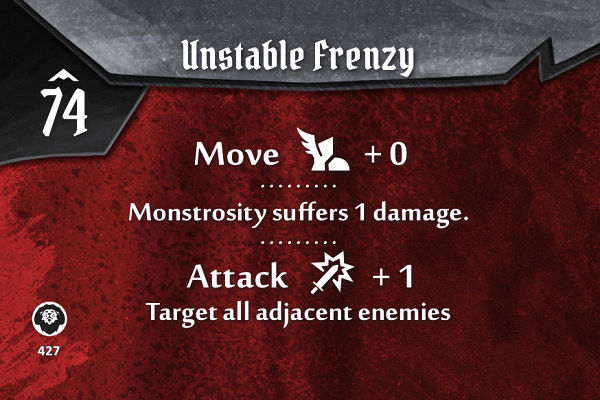 Unstable Frenzy
74
Move + 0
Monstrosity suffers 1 damage.
Attack + 1
Target all adjacent enemies
427